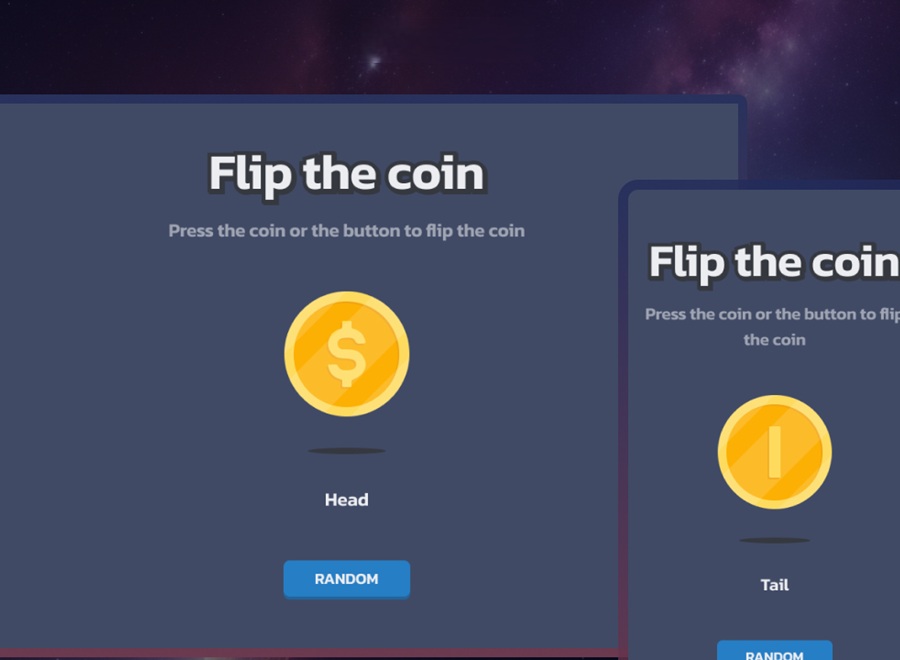 Flip the coin
Press the coin or the button to flip the coin
$
Head
RANDOM
Flip the coin
Press the coin or the button to flip
the coin
Tail
RANDOM